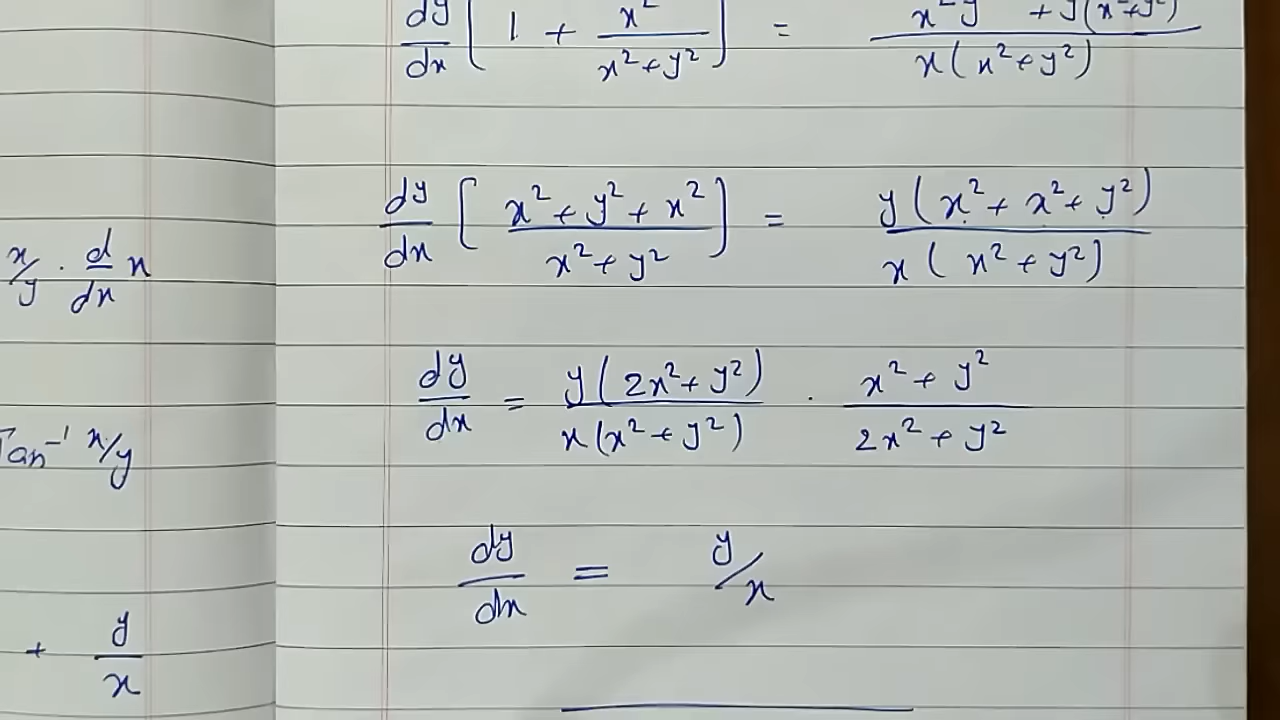 x/y . d/dx x
Tan⁻¹ x/y
+ y/x
dy/dx [ 1 + x²/(x²+y²) ] = (x²y + y(x²+y²))/(x(x²+y²))
dy/dx [ (x²+y²+x²)/(x²+y²) ] = y(x²+x²+y²)/(x(x²+y²))
dy/dx = y(2x²+y²)/(x(x²+y²)) . (x²+y²)/(2x²+y²)
dy/dx = y/x